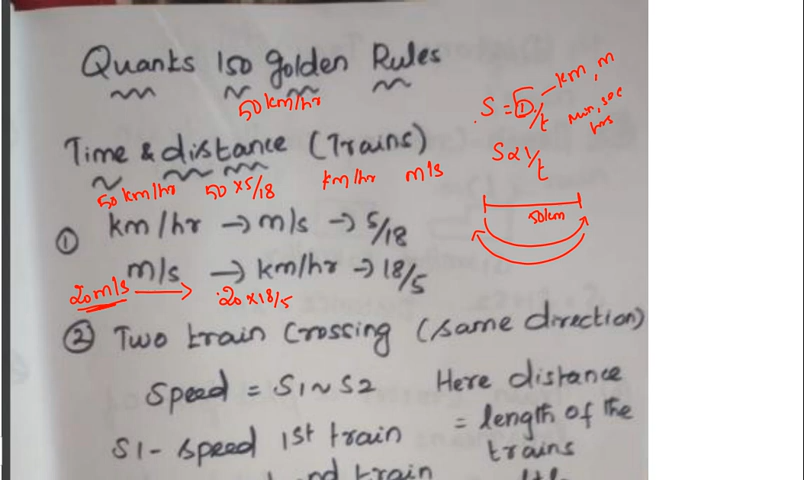 Quants 150 golden Rules
50 km/hr
S = D/t
km, m
min, sec
hrs
Time & distance (Trains)
S∝1/t
50 km/hr 50 × 5/18 km/hr m/s
50km
① km/hr → m/s → 5/18
m/s → km/hr → 18/5
20m/s → 20 × 18/5
② Two train crossing (same direction)
Speed = S1~S2 Here distance
= length of the
S1 - speed 1st train trains
nd train